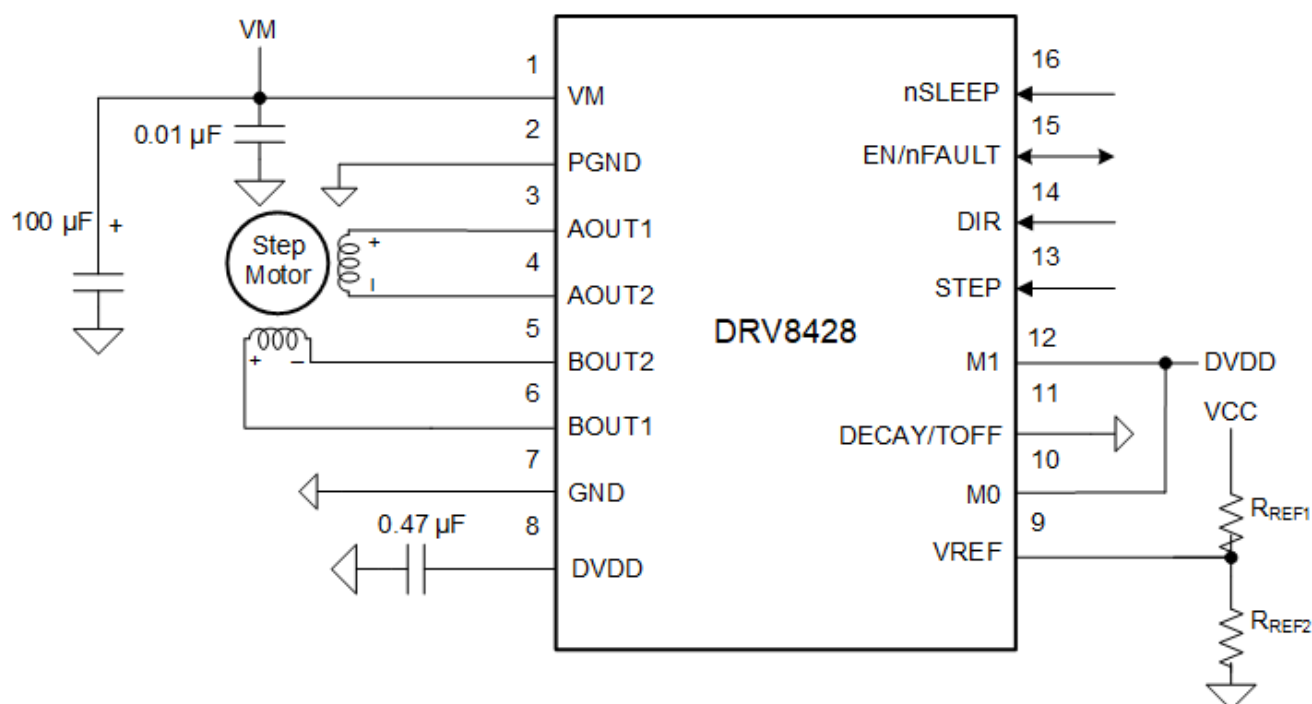 VM
0.01 µF
100 µF +
Step
Motor
+
–
+ –
0.47 µF
1
2
3
4
5
6
7
8
VM
PGND
AOUT1
AOUT2
BOUT2
BOUT1
GND
DVDD
DRV8428
nSLEEP
EN/nFAULT
DIR
STEP
M1
DECAY/TOFF
M0
VREF
16
15
14
13
12
11
10
9
DVDD
VCC
RREF1
RREF2